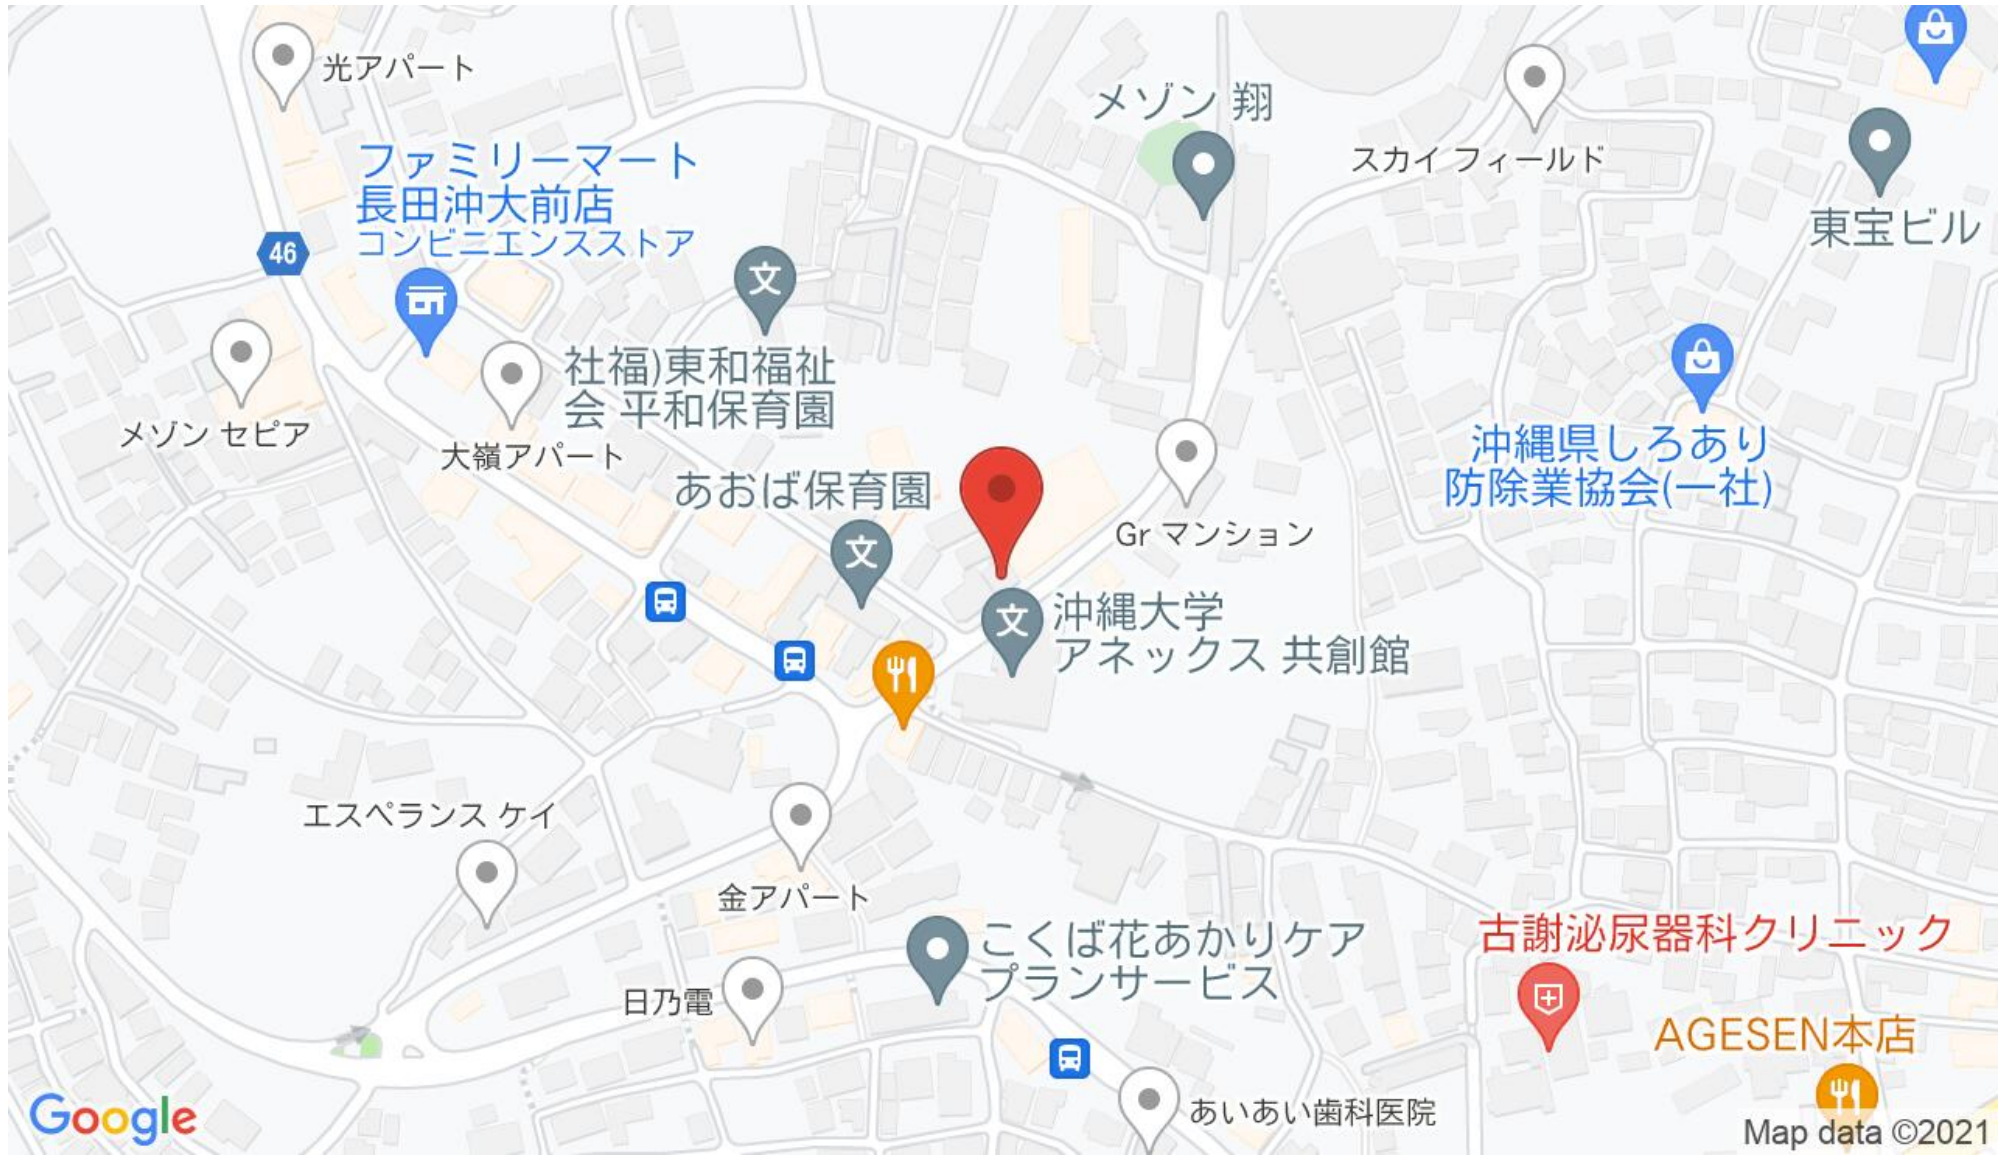 光アパート
メゾン 翔
スカイ フィールド
ファミリーマート
長田沖大前店
コンビニエンスストア
東宝ビル
46
文
社福)東和福祉
会 平和保育園
メゾン セピア
大嶺アパート
沖縄県しろあり
防除業協会(一社)
あおば保育園
文
Gr マンション
文
沖縄大学
アネックス 共創館
エスペランス ケイ
金アパート
こくば花あかりケア
プランサービス
古謝泌尿器科クリニック
日乃電
AGESEN本店
あいあい歯科医院
Google
Map data ©2021